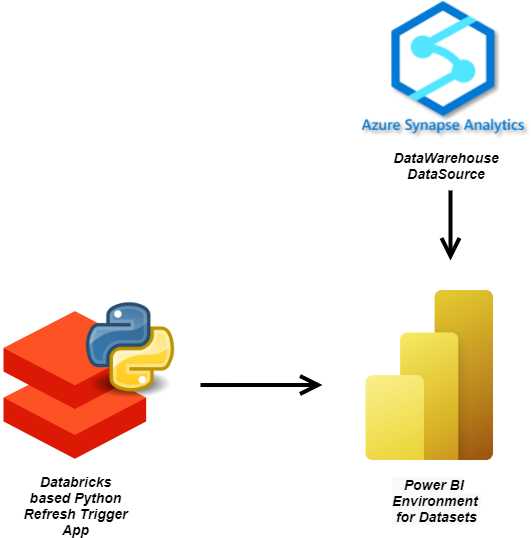 Azure Synapse Analytics
DataWarehouse
DataSource
Databricks
based Python
Refresh Trigger
App
Power BI
Environment
for Datasets